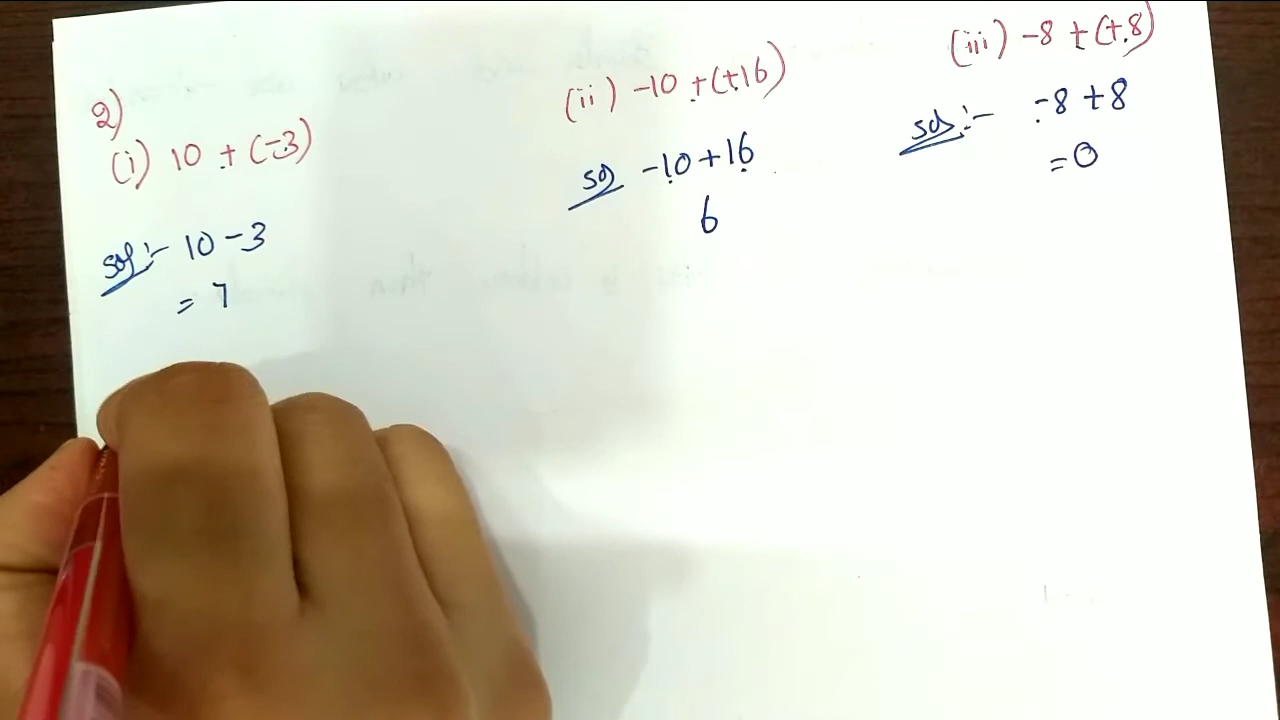 2)
(i) 10 + (-3)
sol:- 10 - 3
= 7
(ii) -10 + (+16)
sol -10 + 16
6
(iii) -8 + (+8)
sol:- -8 + 8
= 0